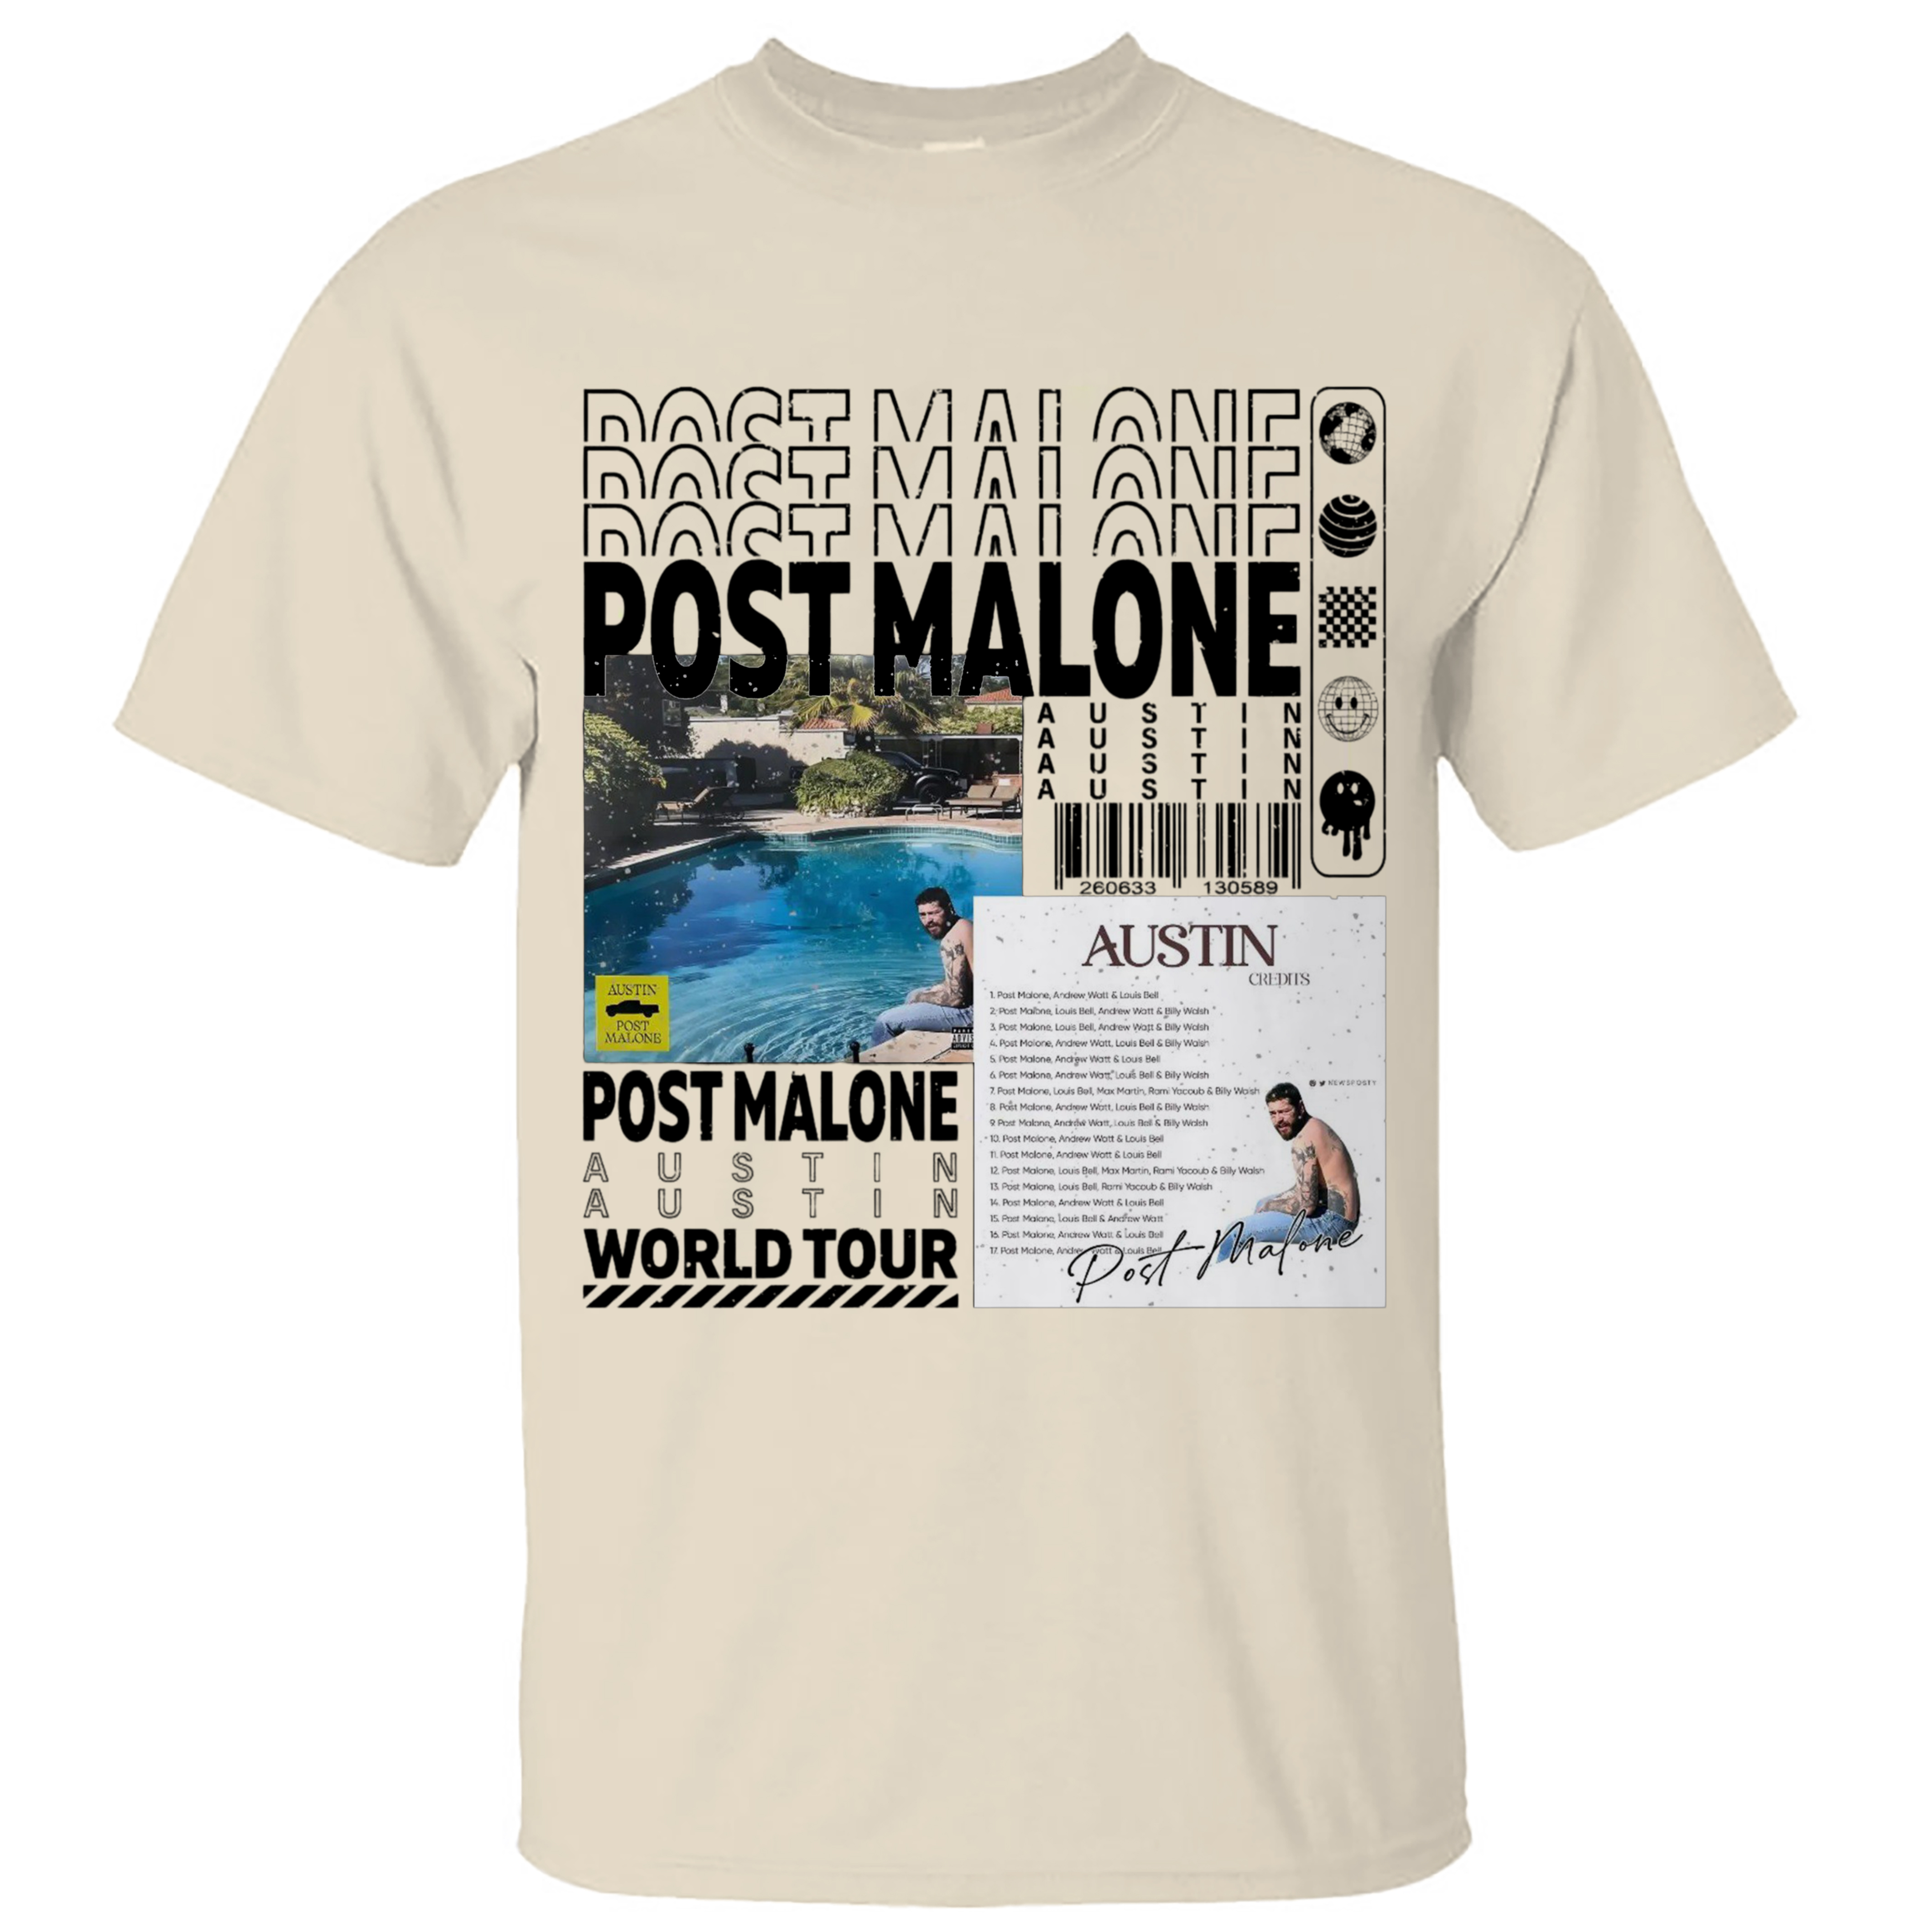 POST MALONE
POST MALONE
POST MALONE
POST MALONE
A U S T I N
A U S T I N
A U S T I N
A U S T I N
260633 130589
AUSTIN
POST
MALONE
AUSTIN
CREDITS
1. Post Malone, Andrew Watt & Louis Bell
2. Post Malone, Louis Bell, Andrew Watt & Billy Walsh
3. Post Malone, Louis Bell, Andrew Watt & Billy Walsh
4. Post Malone, Andrew Watt, Louis Bell & Billy Walsh
5. Post Malone, Andrew Watt & Louis Bell
6. Post Malone, Andrew Watt, Louis Bell & Billy Walsh
7. Post Malone, Louis Bell, Max Martin, Rami Yacoub & Billy Walsh
8. Post Malone, Andrew Watt, Louis Bell & Billy Walsh
9. Post Malone, Andrew Watt, Louis Bell & Billy Walsh
10. Post Malone, Andrew Watt & Louis Bell
11. Post Malone, Andrew Watt & Louis Bell
12. Post Malone, Louis Bell, Max Martin, Rami Yacoub & Billy Walsh
13. Post Malone, Louis Bell, Rami Yacoub & Billy Walsh
14. Post Malone, Andrew Watt & Louis Bell
15. Post Malone, Louis Bell & Andrew Watt
16. Post Malone, Andrew Watt & Louis Bell
17. Post Malone, Andrew Watt & Louis Bell
NEWSPOSTY
Post Malone
POST MALONE
A U S T I N
A U S T I N
WORLD TOUR